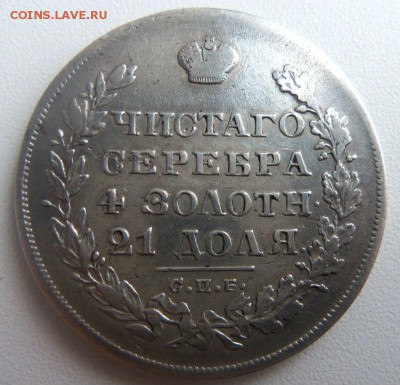 COINS.LAVE.RU
ЧИСТАГО
СЕРЕБРА
4 ЗОЛОТН.
21 ДОЛЯ.
С.П.Б.